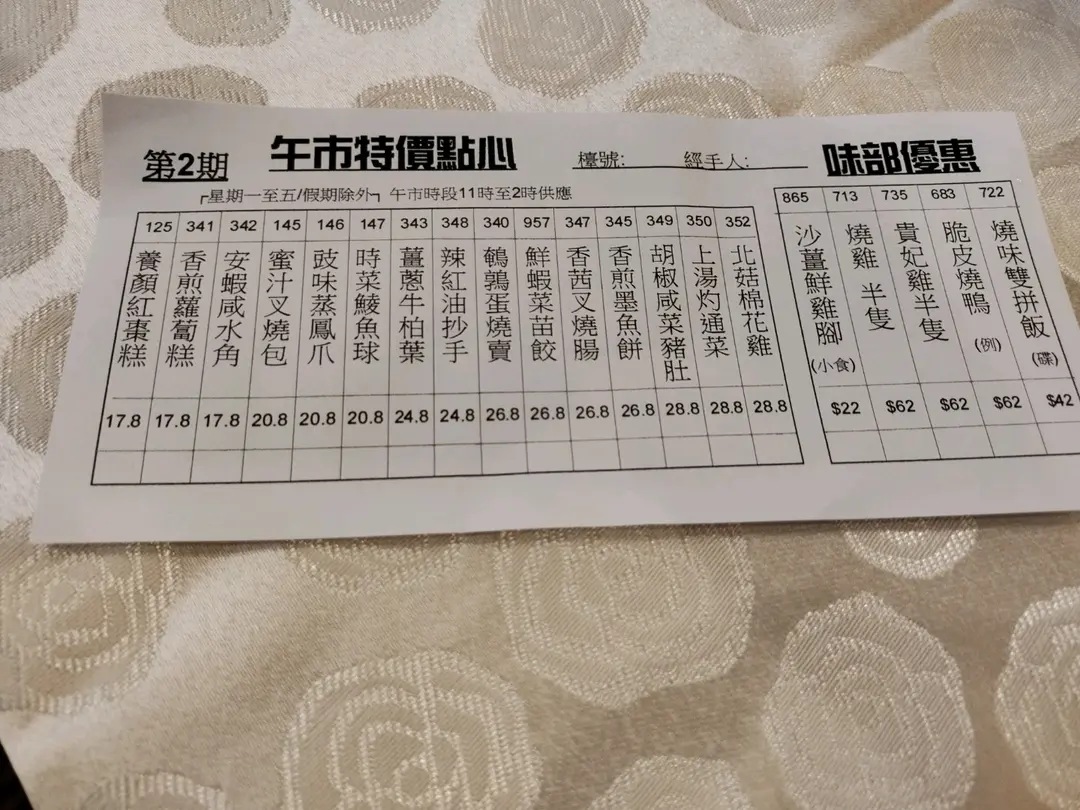 第2期 午市特價點心 檯號: 經手人: 味部優惠
┌星期一至五/假期除外┐ 午市時段11時至2時供應
125 341 342 145 146 147 343 348 340 957 347 345 349 350 352
養顏紅棗糕
香煎蘿蔔糕
安蝦咸水角
蜜汁叉燒包
豉味蒸鳳爪
時菜鯪魚球
薑蔥牛柏葉
辣紅油抄手
鵪鶉蛋燒賣
鮮蝦菜苗餃
香茜叉燒腸
香煎墨魚餅
胡椒咸菜豬肚
上湯灼通菜
北菇棉花雞
17.8 17.8 17.8 20.8 20.8 20.8 24.8 24.8 26.8 26.8 26.8 26.8 28.8 28.8 28.8
865 713 735 683 722
沙薑鮮雞腳(小食)
燒雞 半隻
貴妃雞半隻
脆皮燒鴨(例)
燒味雙拼飯(碟)
$22 $62 $62 $62 $42